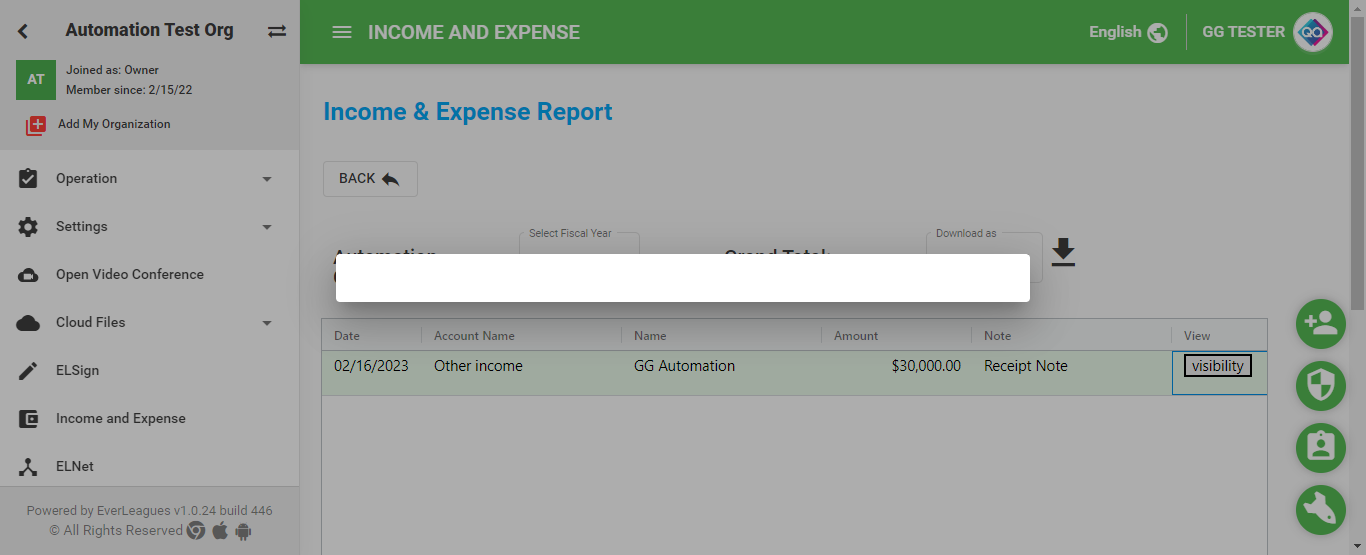 Automation Test Org
AT
Joined as: Owner
Member since: 2/15/22
Add My Organization
Operation
Settings
Open Video Conference
Cloud Files
ELSign
Income and Expense
ELNet
Powered by EverLeagues v1.0.24 build 446
© All Rights Reserved
INCOME AND EXPENSE
English
GG TESTER
QA
Income & Expense Report
BACK
Select Fiscal Year
Download as
Automation
Grand Total:
Date Account Name Name Amount Note View
02/16/2023 Other income GG Automation $30,000.00 Receipt Note visibility